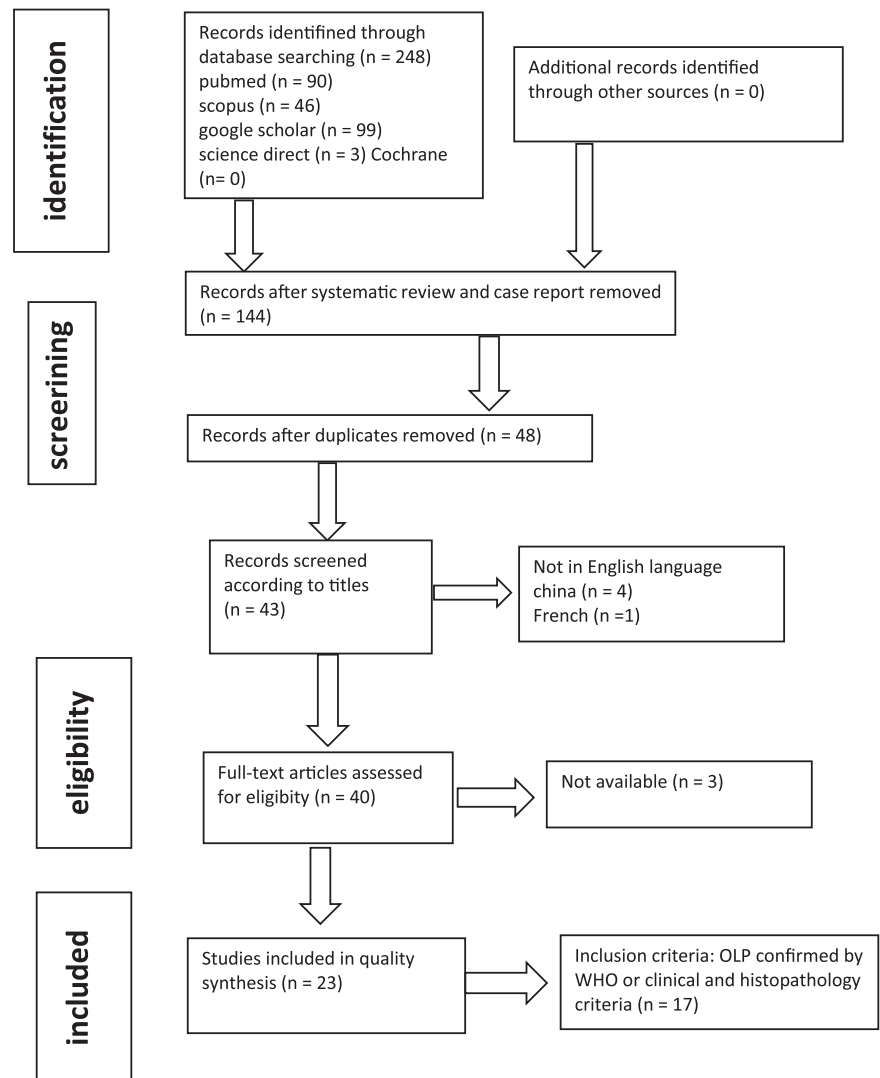 identification
Records identifined through
database searching (n = 248)
pubmed (n = 90)
scopus (n = 46)
google scholar (n = 99)
science direct (n = 3) Cochrane
(n= 0)
Additional records identified
through other sources (n = 0)
Records after systematic review and case report removed
(n = 144)
screerining
Records after duplicates removed (n = 48)
Records screened
according to titles
(n = 43)
Not in English language
china (n = 4)
French (n =1)
eligibility
Full-text articles assessed
for eligibity (n = 40)
Not available (n = 3)
included
Studies included in quality
synthesis (n = 23)
Inclusion criteria: OLP confirmed by
WHO or clinical and histopathology
criteria (n = 17)